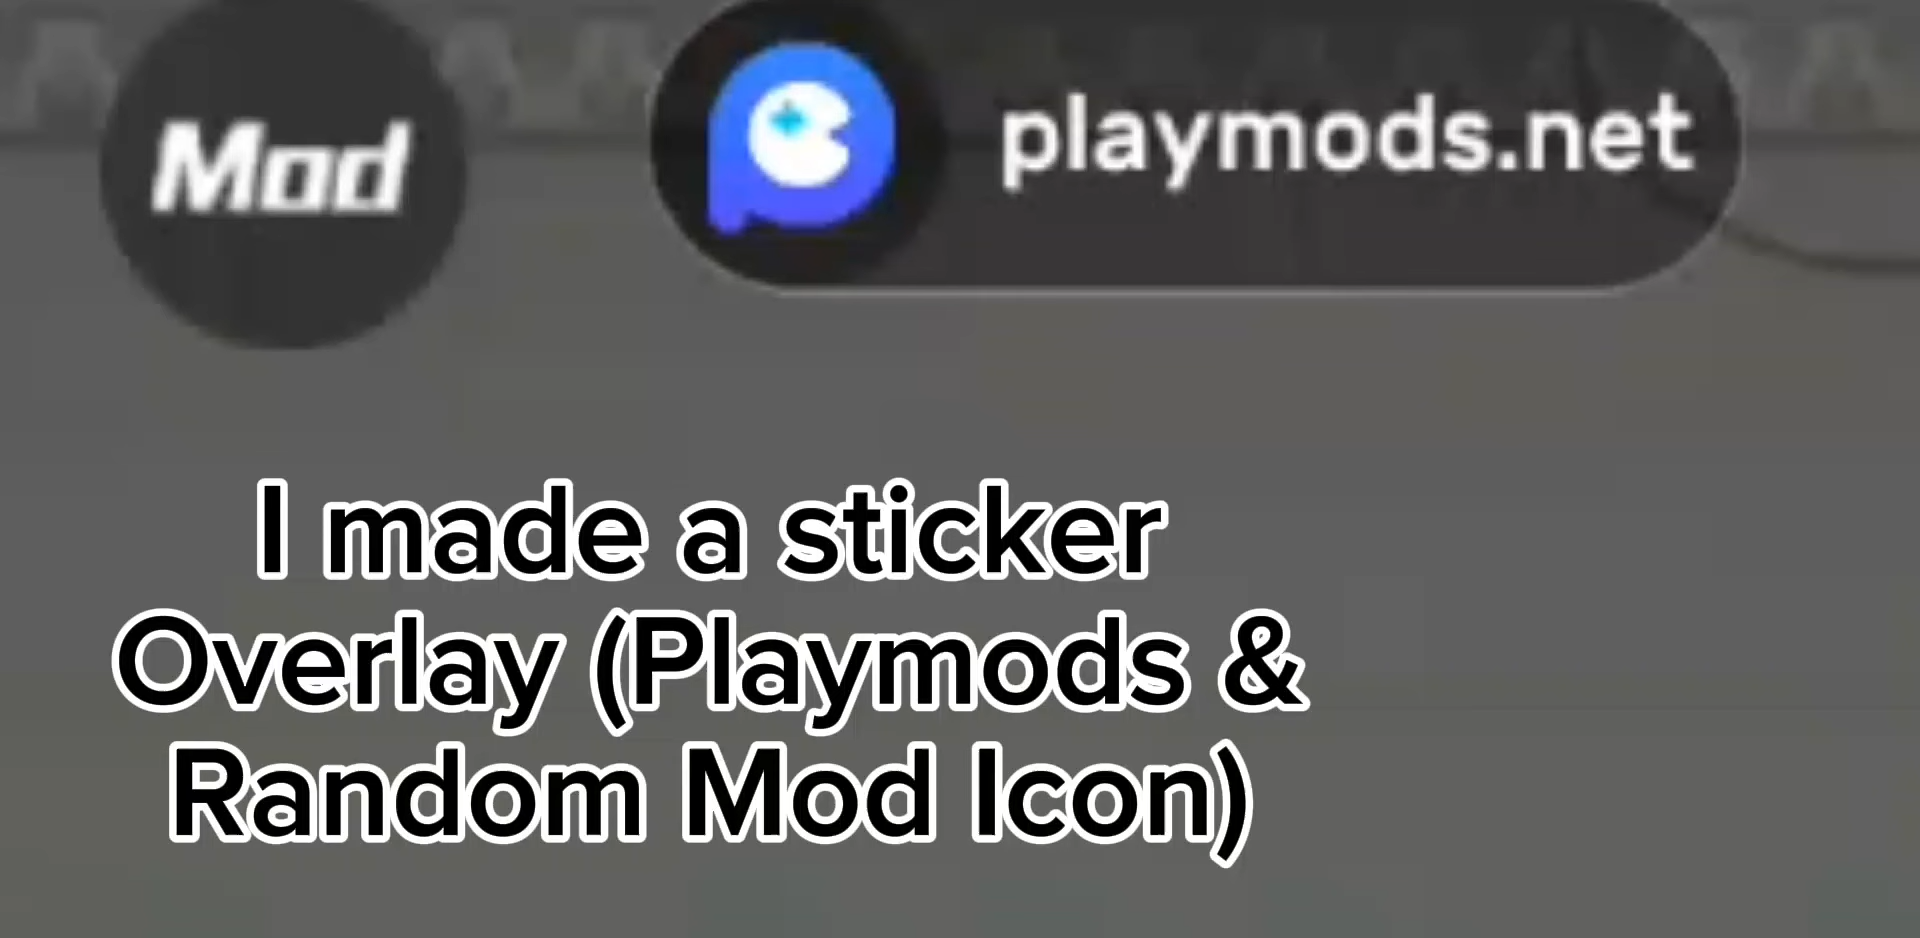 Mod
playmods.net
I made a sticker
Overlay (Playmods &
Random Mod Icon)